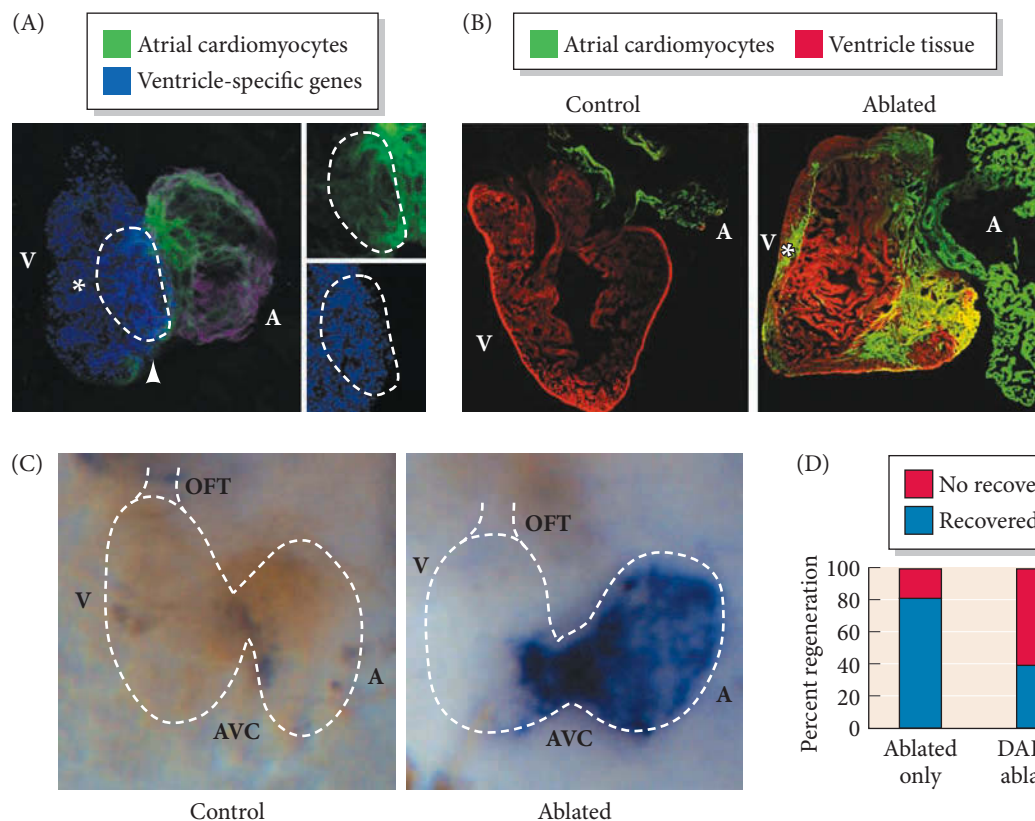 (A)
Atrial cardiomyocytes
Ventricle-specific genes
V
*
A
(B)
Atrial cardiomyocytes
Ventricle tissue
Control
Ablated
V
A
V
*
A
(C)
OFT
V
A
AVC
Control
OFT
V
A
AVC
Ablated
(D)
No
Recovered
Percent regeneration
100
80
60
40
20
0
Ablated
only